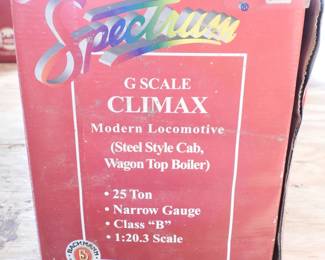 Spectrum®
G SCALE
CLIMAX
Modern Locomotive
(Steel Style Cab,
Wagon Top Boiler)
• 25 Ton
• Narrow Gauge
• Class "B"
• 1:20.3 Scale
BACHMANN